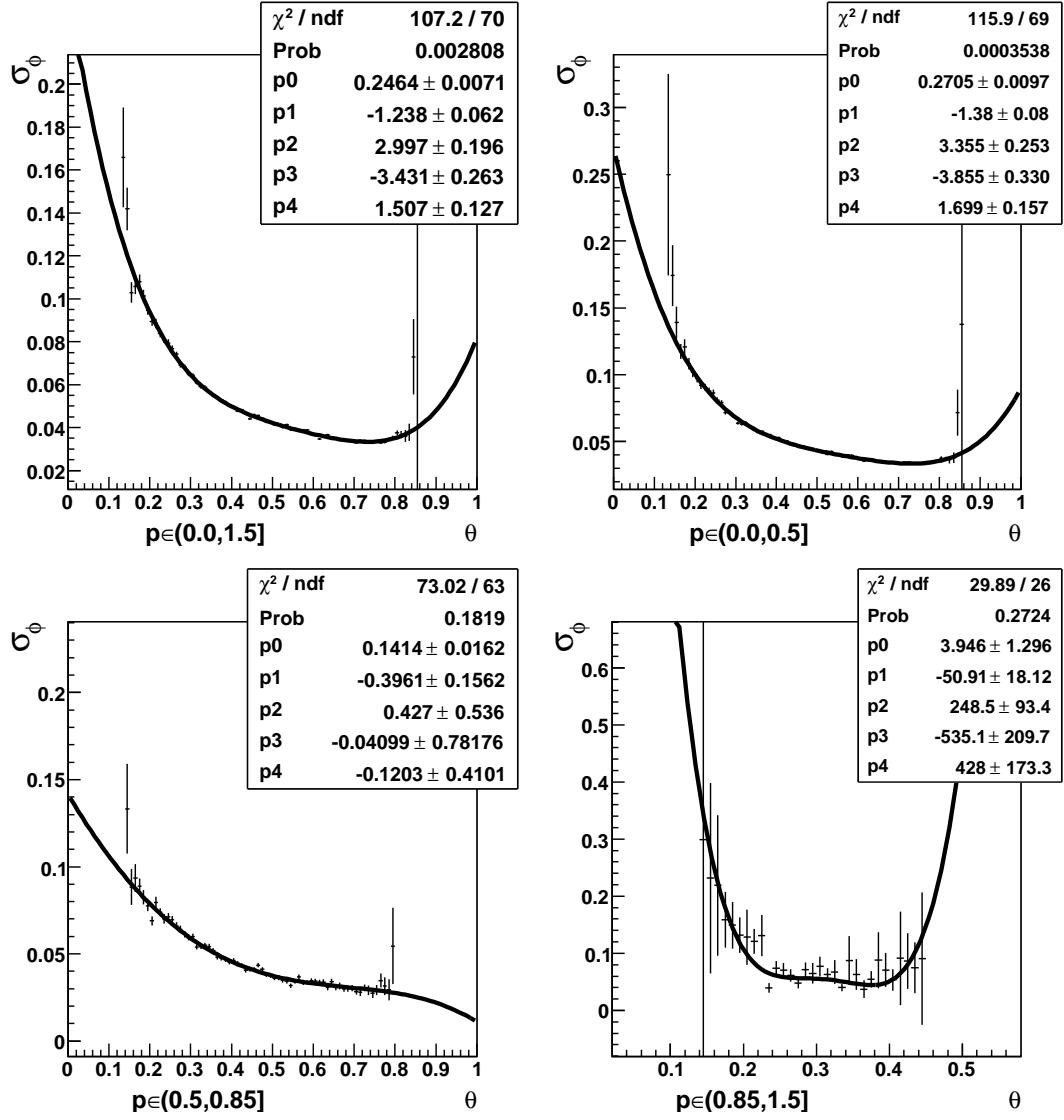 χ² / ndf 107.2 / 70
Prob 0.002808
p0 0.2464 ± 0.0071
p1 -1.238 ± 0.062
p2 2.997 ± 0.196
p3 -3.431 ± 0.263
p4 1.507 ± 0.127
σϕ
0.2
0.18
0.16
0.14
0.12
0.1
0.08
0.06
0.04
0.02
0 0.1 0.2 0.3 0.4 0.5 0.6 0.7 0.8 0.9 1
p∈(0.0,1.5] θ
χ² / ndf 115.9 / 69
Prob 0.0003538
p0 0.2705 ± 0.0097
p1 -1.38 ± 0.08
p2 3.355 ± 0.253
p3 -3.855 ± 0.330
p4 1.699 ± 0.157
σϕ
0.3
0.25
0.2
0.15
0.1
0.05
0 0.1 0.2 0.3 0.4 0.5 0.6 0.7 0.8 0.9 1
p∈(0.0,0.5] θ
χ² / ndf 73.02 / 63
Prob 0.1819
p0 0.1414 ± 0.0162
p1 -0.3961 ± 0.1562
p2 0.427 ± 0.536
p3 -0.04099 ± 0.78176
p4 -0.1203 ± 0.4101
σϕ
0.2
0.15
0.1
0.05
0
0 0.1 0.2 0.3 0.4 0.5 0.6 0.7 0.8 0.9 1
p∈(0.5,0.85] θ
χ² / ndf 29.89 / 26
Prob 0.2724
p0 3.946 ± 1.296
p1 -50.91 ± 18.12
p2 248.5 ± 93.4
p3 -535.1 ± 209.7
p4 428 ± 173.3
σϕ
0.6
0.5
0.4
0.3
0.2
0.1
0
0.1 0.2 0.3 0.4 0.5
p∈(0.85,1.5] θ